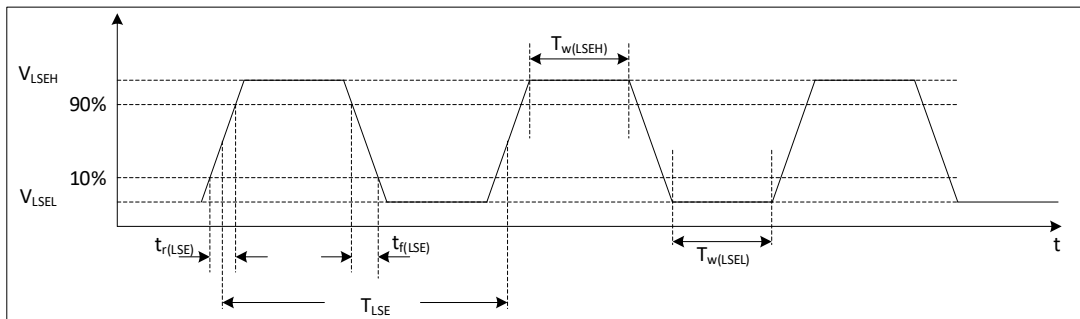 T_w(LSEH)
V_LSEH
90%
10%
V_LSEL
t_r(LSE)
t_f(LSE)
T_w(LSEL)
t
T_LSE